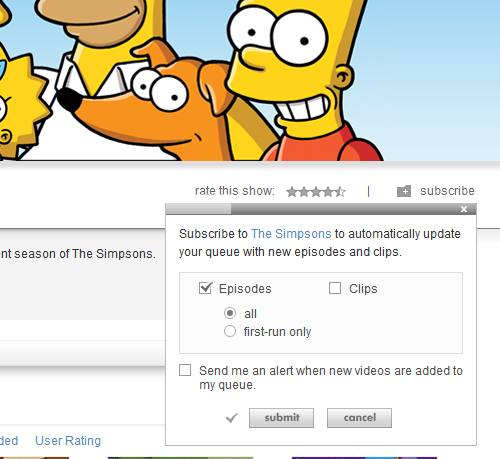 rate this show:
|
subscribe
x
Subscribe to The Simpsons to automatically update
your queue with new episodes and clips.
nt season of The Simpsons.
Episodes
Clips
all
first-run only
Send me an alert when new videos are added to
my queue.
submit
cancel
ded
User Rating